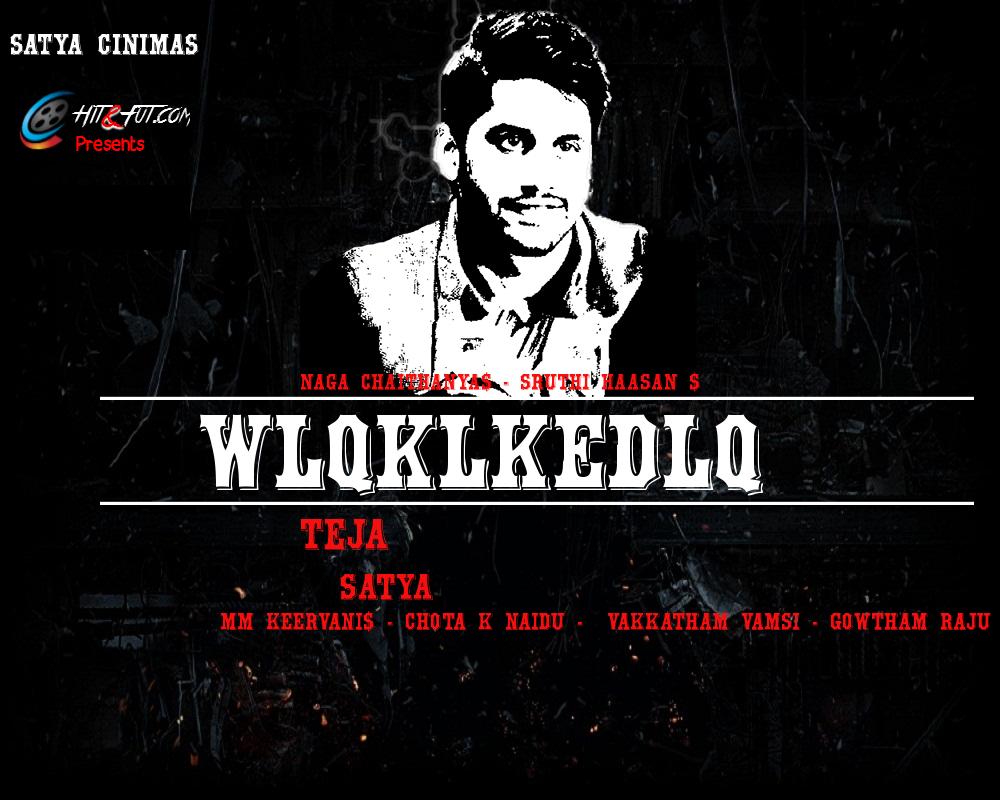 SATYA CINIMAS
HIT&FUT.COM
Presents
NAGA CHAITHANYA$ - SRUTHI HAASAN $
WLQKLKEDLQ
TEJA
SATYA
MM KEERVANI$ - CHOTA K NAIDU - VAKKATHAM VAMSI - GOWTHAM RAJU